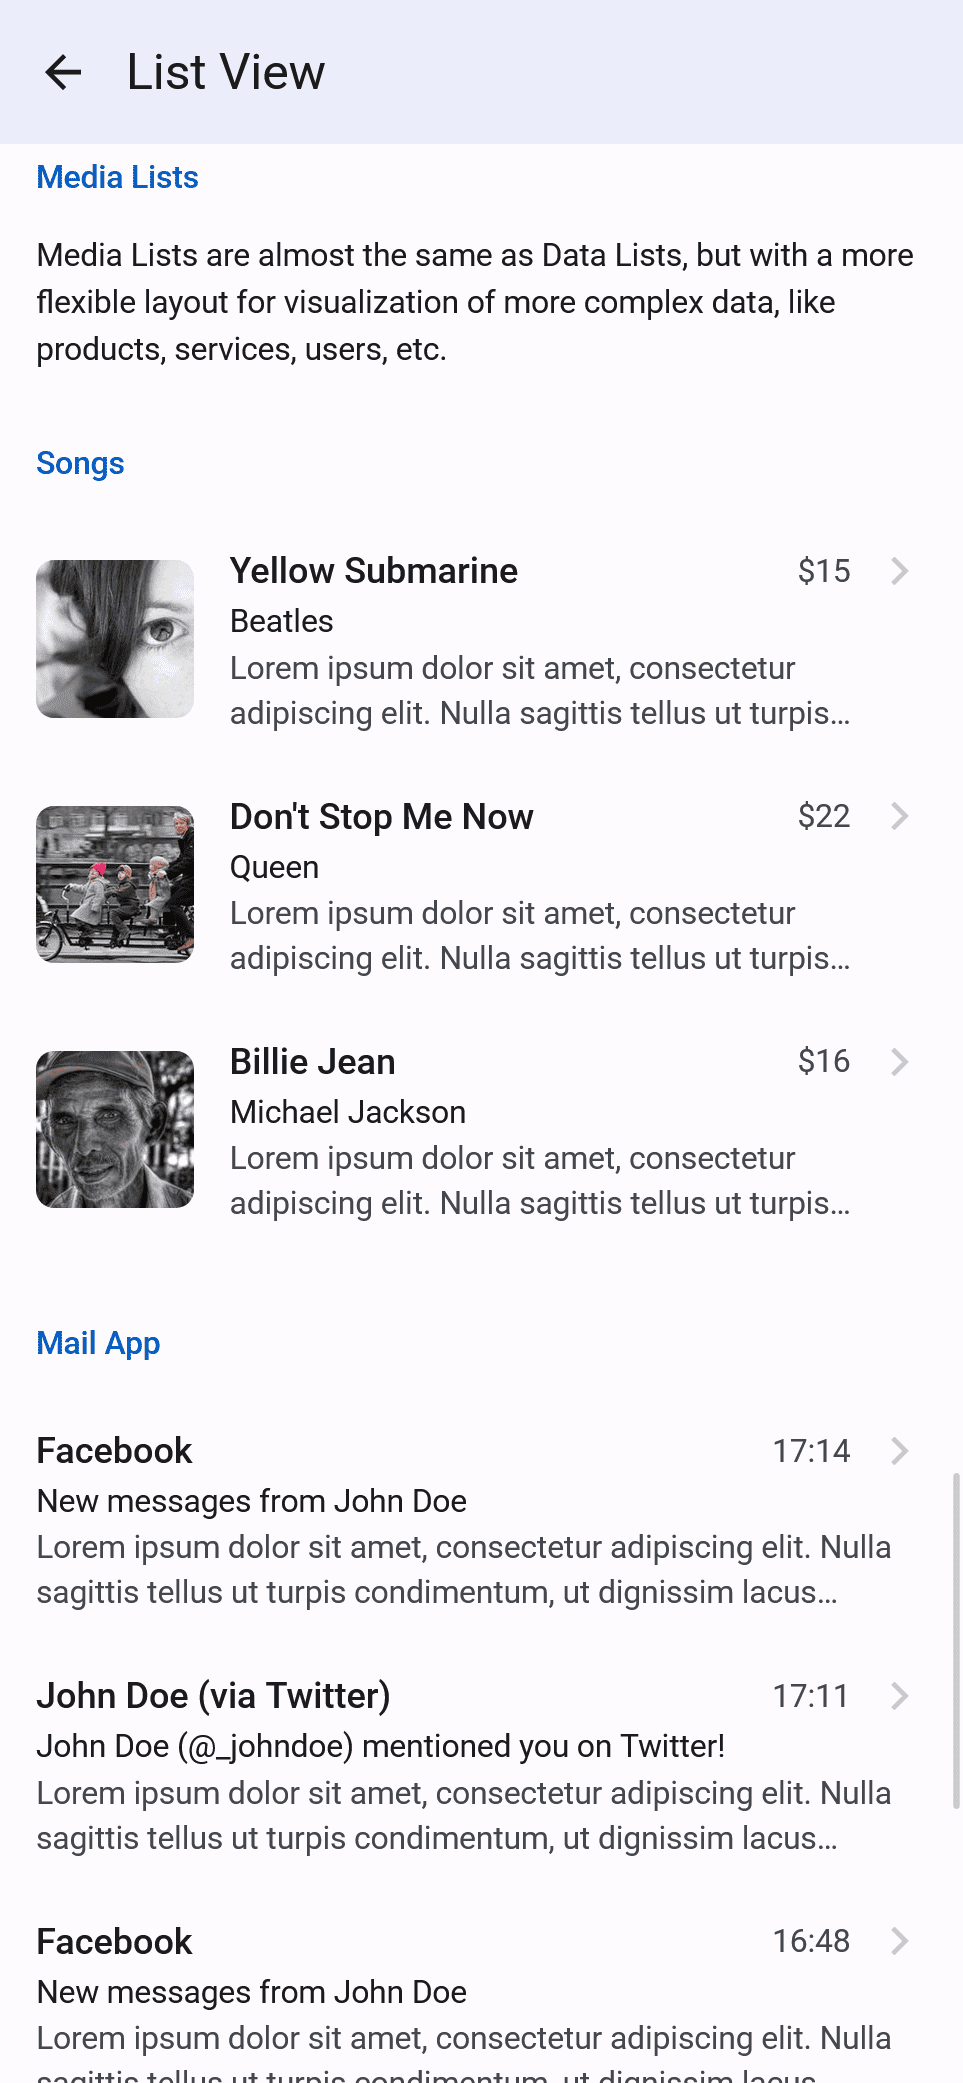 List View
Media Lists
Media Lists are almost the same as Data Lists, but with a more
flexible layout for visualization of more complex data, like
products, services, users, etc.
Songs
Yellow Submarine $15
Beatles
Lorem ipsum dolor sit amet, consectetur
adipiscing elit. Nulla sagittis tellus ut turpis...
Don't Stop Me Now $22
Queen
Lorem ipsum dolor sit amet, consectetur
adipiscing elit. Nulla sagittis tellus ut turpis...
Billie Jean $16
Michael Jackson
Lorem ipsum dolor sit amet, consectetur
adipiscing elit. Nulla sagittis tellus ut turpis...
Mail App
Facebook 17:14
New messages from John Doe
Lorem ipsum dolor sit amet, consectetur adipiscing elit. Nulla
sagittis tellus ut turpis condimentum, ut dignissim lacus...
John Doe (via Twitter) 17:11
John Doe (@_johndoe) mentioned you on Twitter!
Lorem ipsum dolor sit amet, consectetur adipiscing elit. Nulla
sagittis tellus ut turpis condimentum, ut dignissim lacus...
Facebook 16:48
New messages from John Doe
Lorem ipsum dolor sit amet, consectetur adipiscing elit. Nulla
sagittis tellus ut turpis condimentum, ut dignissim lacus